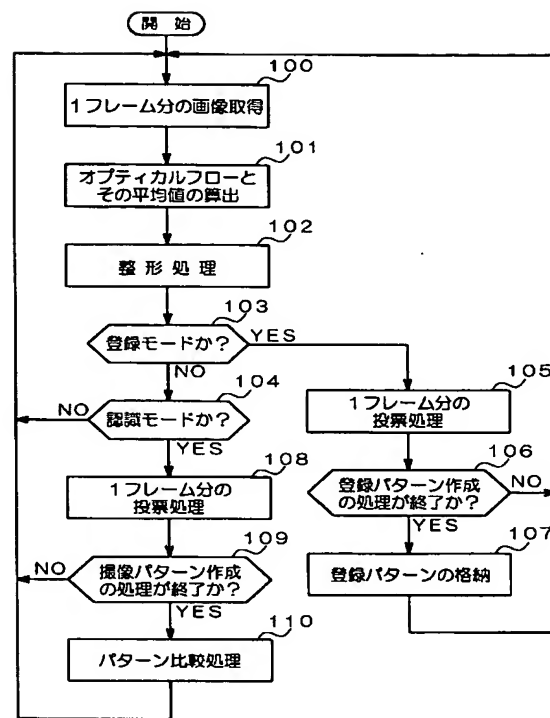 開 始
100
1フレーム分の画像取得
101
オプティカルフローと
その平均値の算出
102
整 形 処 理
103
登録モードか?
YES
NO
104
NO
認識モードか?
YES
105
1フレーム分の
投票処理
106
登録パターン作成
の処理が終了か?
NO
YES
107
登録パターンの格納
108
1フレーム分の
投票処理
109
NO
撮像パターン作成
の処理が終了か?
YES
110
パターン比較処理